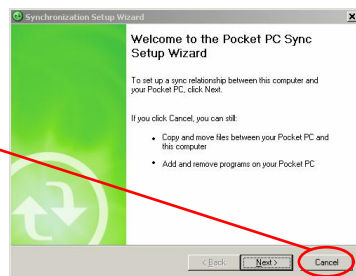 Synchronization Setup Wizard
Welcome to the Pocket PC Sync
Setup Wizard
To set up a sync relationship between this computer and
your Pocket PC, click Next.
If you click Cancel, you can still:
• Copy and move files between your Pocket PC and
this computer
• Add and remove programs on your Pocket PC
< Back Next > Cancel